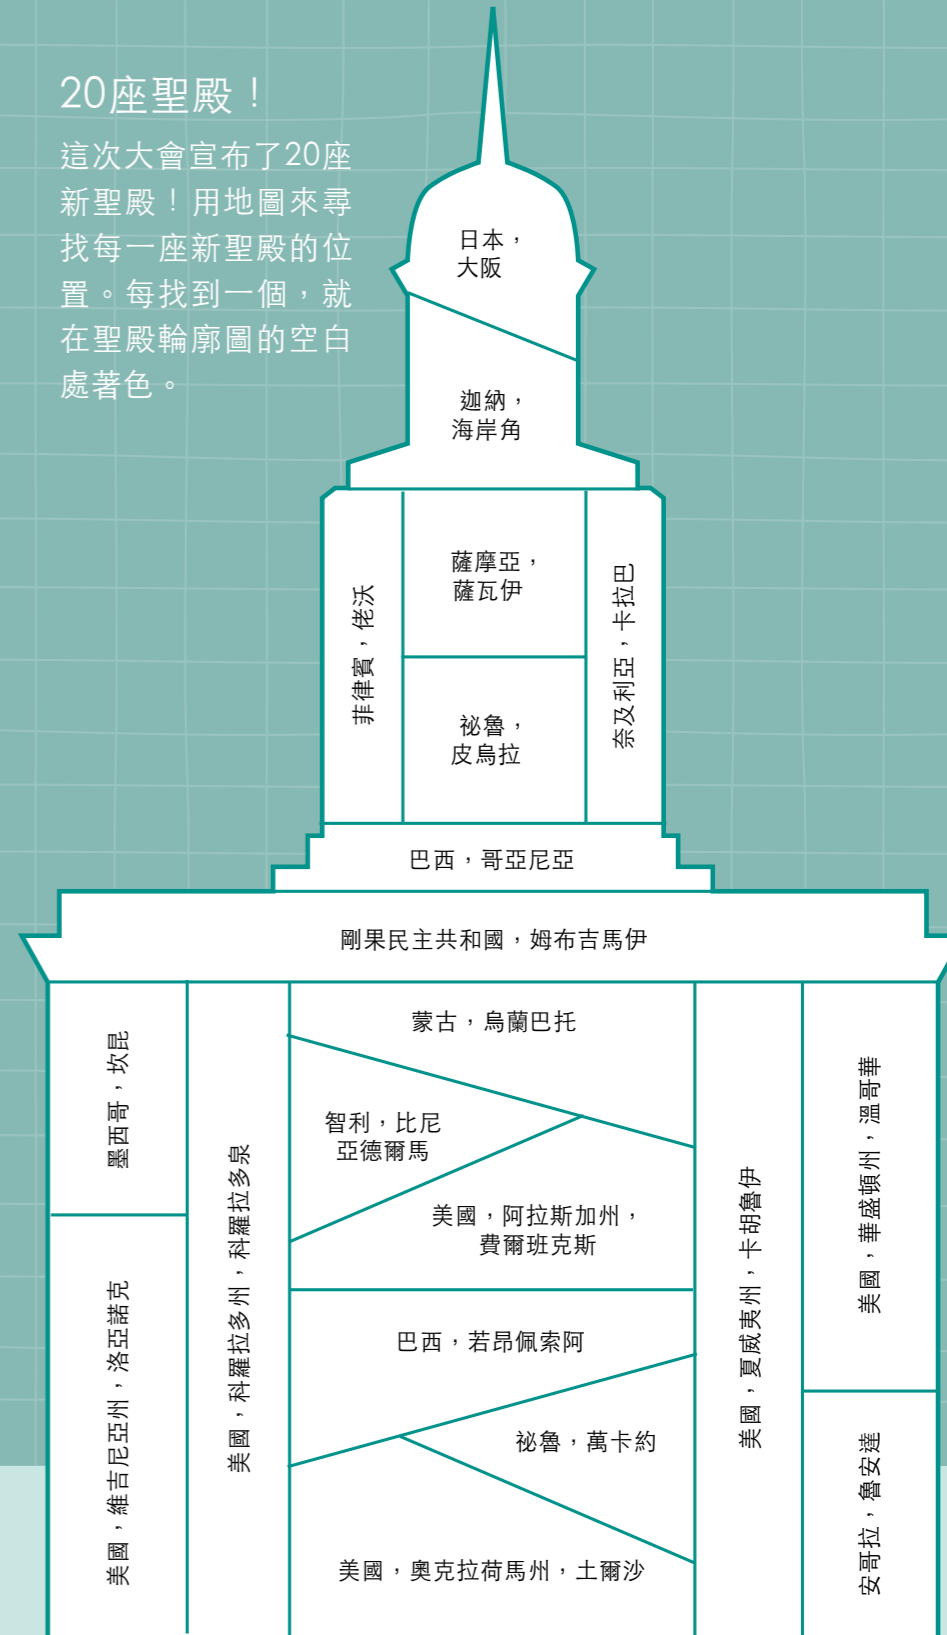 20座聖殿！
這次大會宣布了20座
新聖殿！用地圖來尋
找每一座新聖殿的位
置。每找到一個，就
在聖殿輪廓圖的空白
處著色。
日本，
大阪
迦納，
海岸角
菲律賓，佬沃
薩摩亞，
薩瓦伊
祕魯，
皮烏拉
奈及利亞，卡拉巴
巴西，哥亞尼亞
剛果民主共和國，姆布吉馬伊
墨西哥，坎昆
美國，維吉尼亞州，洛亞諾克
美國，科羅拉多州，科羅拉多泉
蒙古，烏蘭巴托
智利，比尼
亞德爾馬
美國，阿拉斯加州，
費爾班克斯
巴西，若昂佩索阿
祕魯，萬卡約
美國，奧克拉荷馬州，土爾沙
美國，夏威夷州，卡胡魯伊
美國，華盛頓州，溫哥華
安哥拉，魯安達